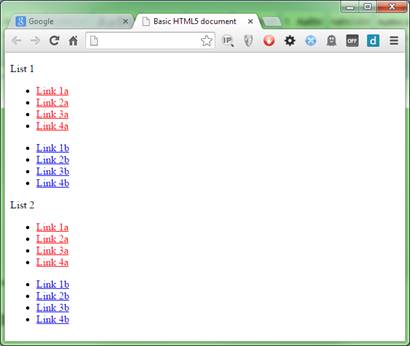 Google
Basic HTML5 document
IP
OFF
d
List 1
Link 1a
Link 2a
Link 3a
Link 4a
Link 1b
Link 2b
Link 3b
Link 4b
List 2
Link 1a
Link 2a
Link 3a
Link 4a
Link 1b
Link 2b
Link 3b
Link 4b